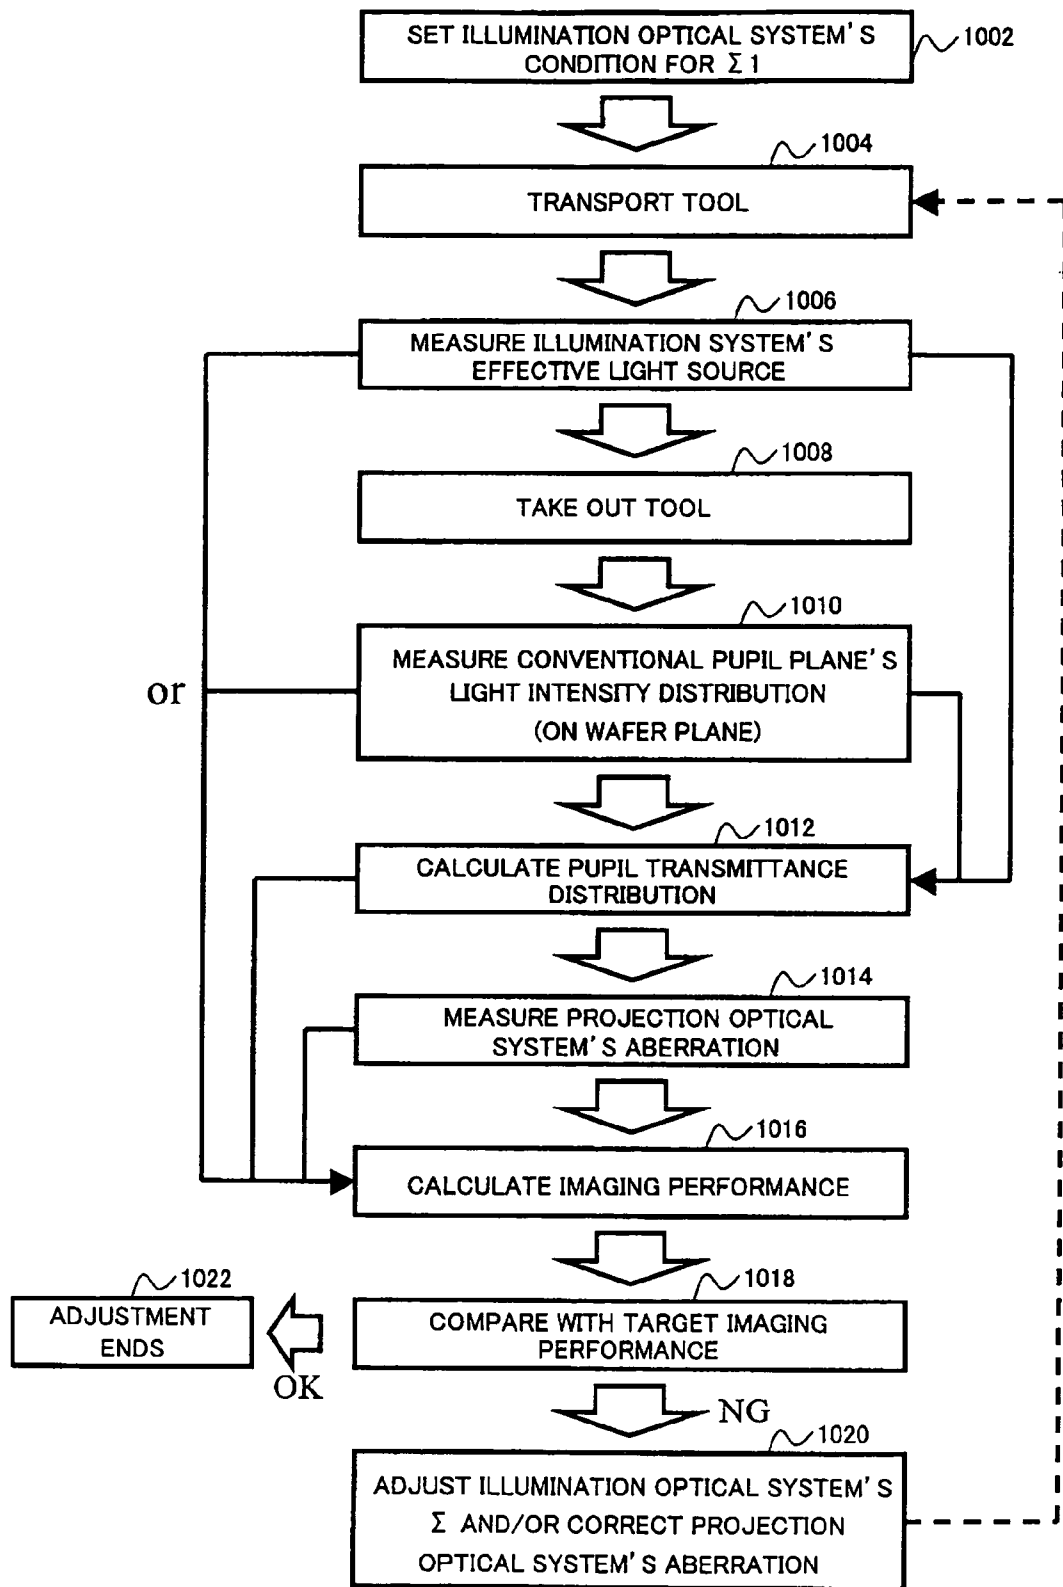 SET ILLUMINATION OPTICAL SYSTEM'S
CONDITION FOR Σ1
1002
1004
TRANSPORT TOOL
1006
MEASURE ILLUMINATION SYSTEM'S
EFFECTIVE LIGHT SOURCE
1008
TAKE OUT TOOL
1010
MEASURE CONVENTIONAL PUPIL PLANE'S
LIGHT INTENSITY DISTRIBUTION
(ON WAFER PLANE)
or
1012
CALCULATE PUPIL TRANSMITTANCE
DISTRIBUTION
1014
MEASURE PROJECTION OPTICAL
SYSTEM'S ABERRATION
1016
CALCULATE IMAGING PERFORMANCE
1018
COMPARE WITH TARGET IMAGING
PERFORMANCE
1022
ADJUSTMENT
ENDS
OK
NG
1020
ADJUST ILLUMINATION OPTICAL SYSTEM'S
Σ AND/OR CORRECT PROJECTION
OPTICAL SYSTEM'S ABERRATION